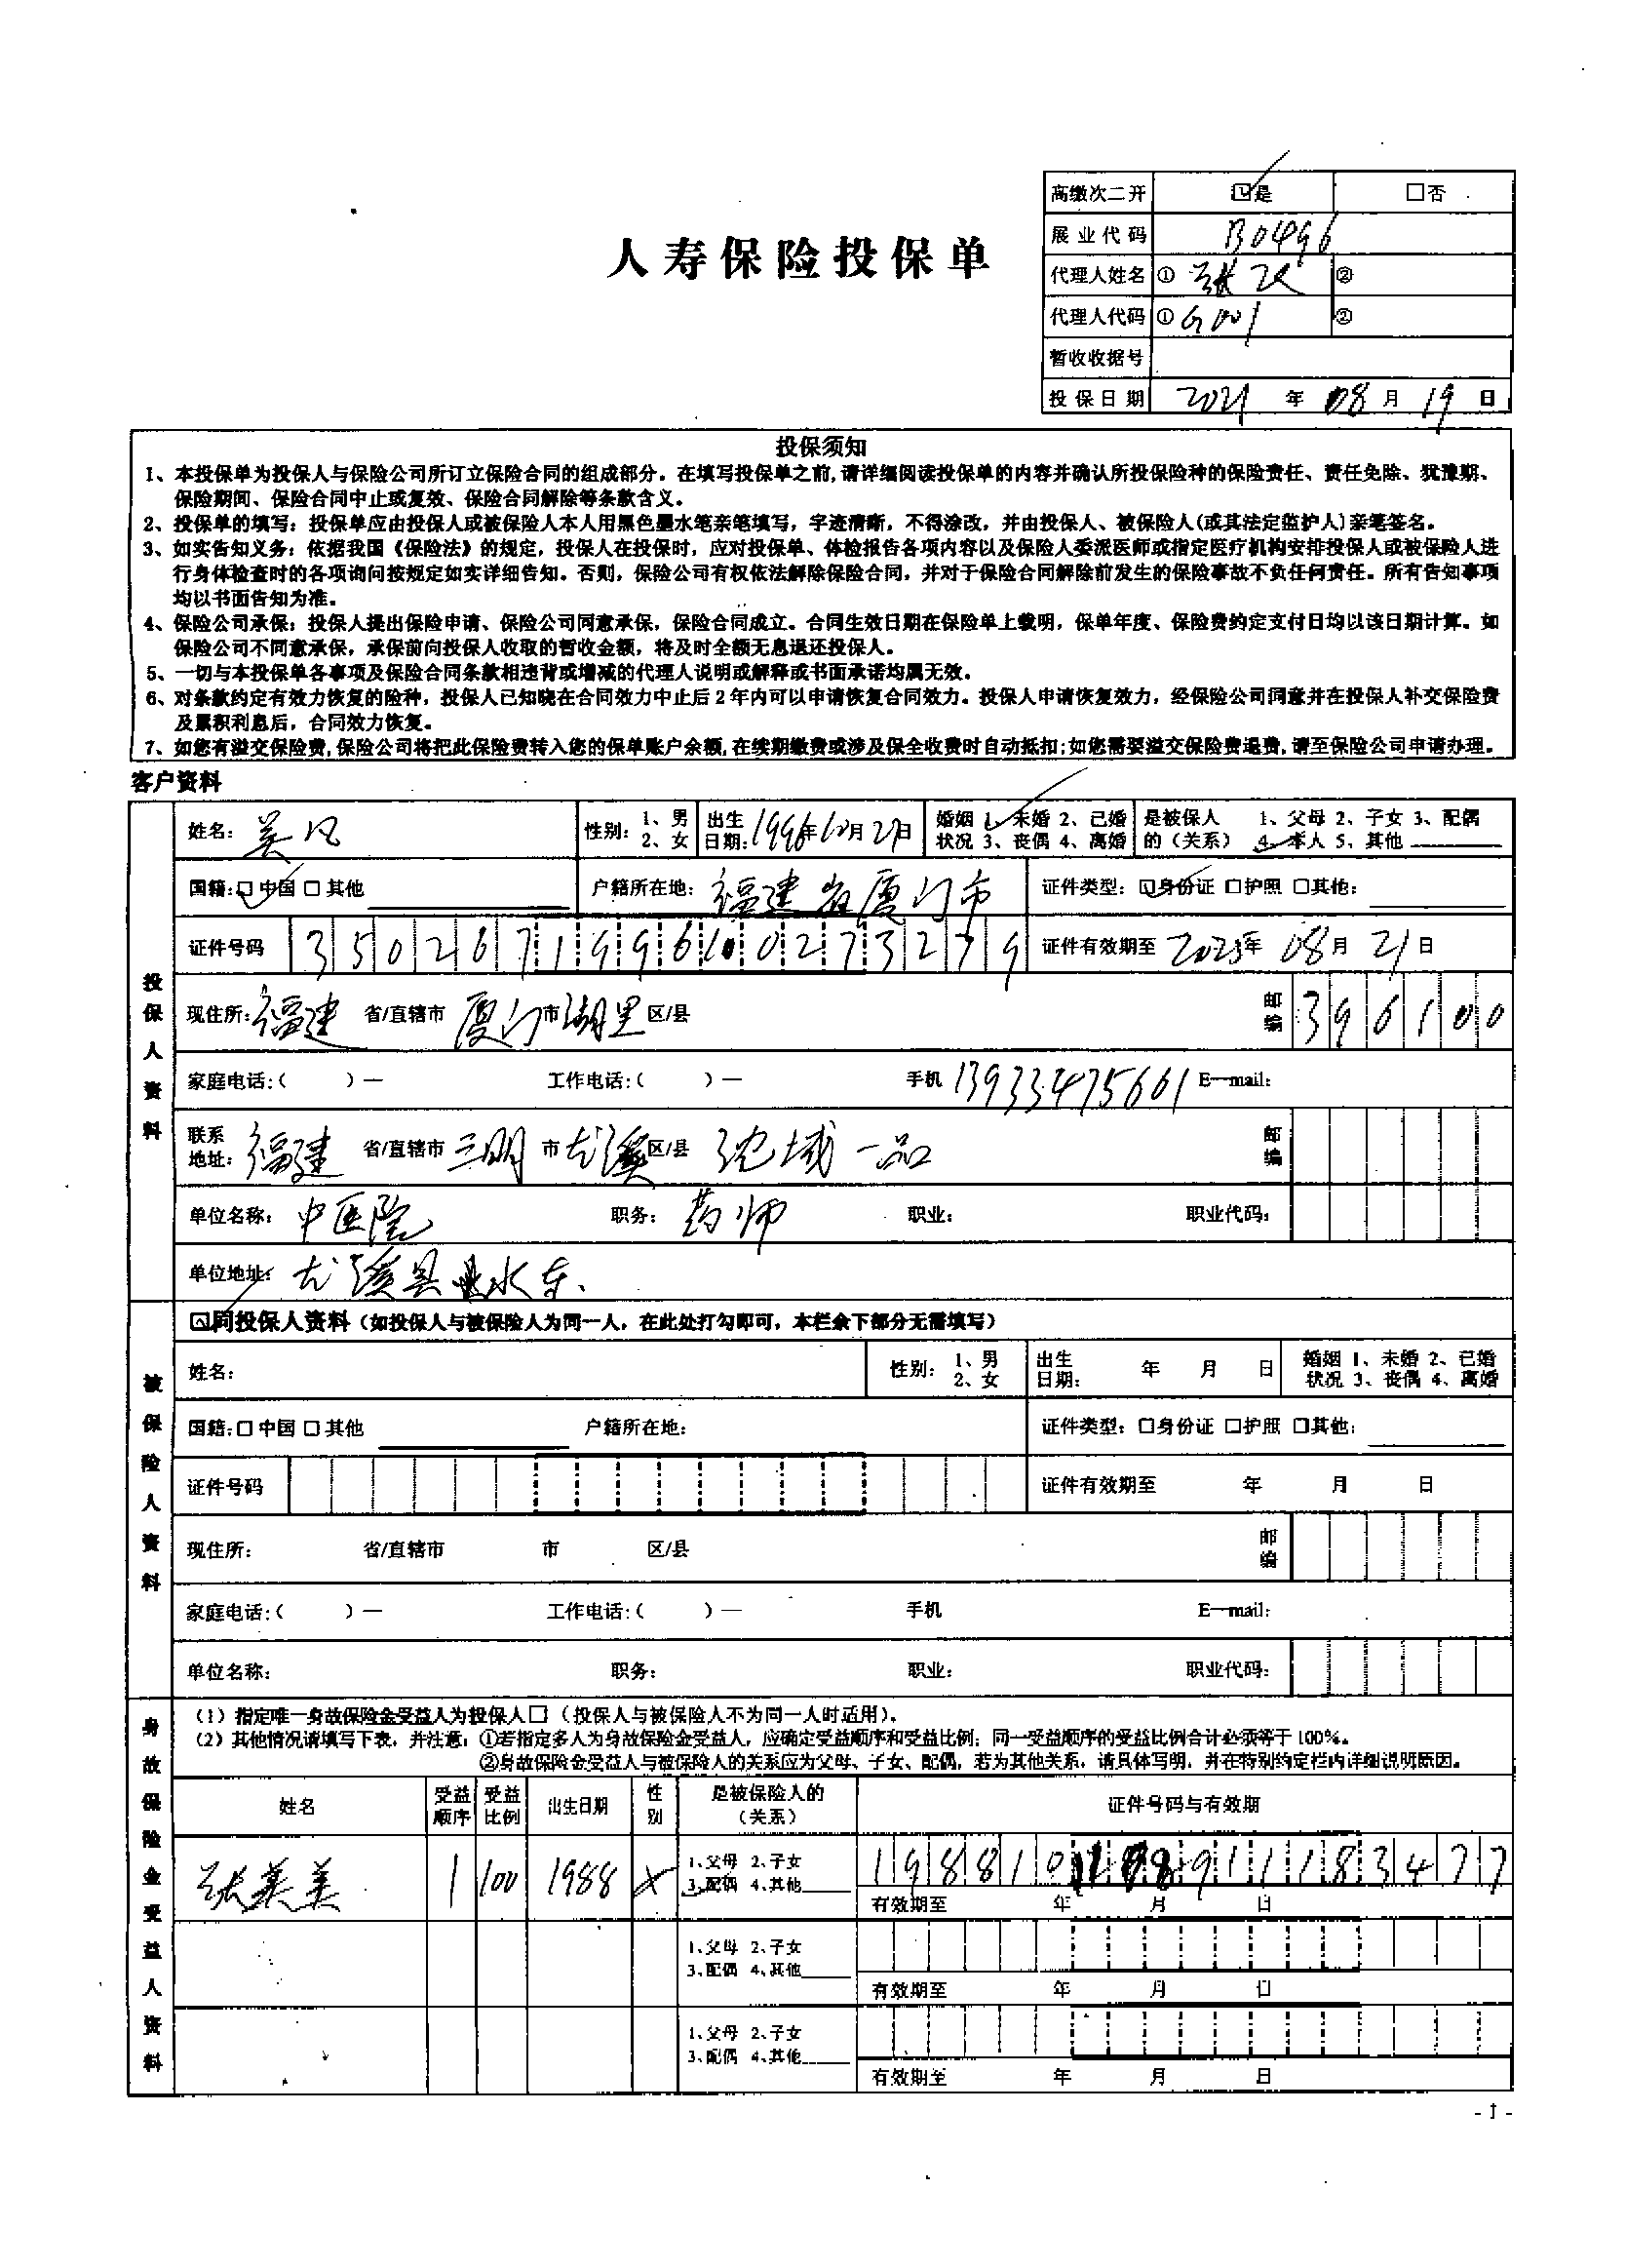 高缴次二开 ☑是 □否
展业代码 B0496
代理人姓名 ① 张 ②
代理人代码 ① G001 ②
暂收收据号
投保日期 2021 年 08 月 19 日
人寿保险投保单
投保须知
1、本投保单为投保人与保险公司所订立保险合同的组成部分。在填写投保单之前,请详细阅读投保单的内容并确认所投保险种的保险责任、责任免除、犹豫期、
保险期间、保险合同中止或复效、保险合同解除等条款含义。
2、投保单的填写：投保单应由投保人或被保险人本人用黑色墨水笔亲笔填写，字迹清晰，不得涂改，并由投保人、被保险人(或其法定监护人)亲笔签名。
3、如实告知义务：依据我国《保险法》的规定，投保人在投保时，应对投保单、体检报告各项内容以及保险人委派医师或指定医疗机构安排投保人或被保险人进
行身体检查时的各项询问按规定如实详细告知。否则，保险公司有权依法解除保险合同，并对于保险合同解除前发生的保险事故不负任何责任。所有告知事项
均以书面告知为准。
4、保险公司承保：投保人提出保险申请、保险公司同意承保，保险合同成立。合同生效日期在保险单上载明，保单年度、保险费约定支付日均以该日期计算。如
保险公司不同意承保，承保前向投保人收取的暂收金额，将及时全额无息退还投保人。
5、一切与本投保单各事项及保险合同条款相违背或增减的代理人说明或解释或书面承诺均属无效。
6、对条款约定有效力恢复的险种，投保人已知晓在合同效力中止后2年内可以申请恢复合同效力。投保人申请恢复效力，经保险公司同意并在投保人补交保险费
及累积利息后，合同效力恢复。
7、如您有溢交保险费,保险公司将把此保险费转入您的保单账户余额,在续期缴费或涉及保全收费时自动抵扣;如您需要溢交保险费退费,请至保险公司申请办理。
客户资料
投保人资料
姓名： 性别：1、男 2、女 出生日期：1996年10月27日 婚姻状况 1、未婚 2、已婚 3、丧偶 4、离婚 是被保人的（关系） 1、父母 2、子女 3、配偶 4、本人 5、其他
国籍：☑中国 □其他 户籍所在地：福建省厦门市 证件类型：☑身份证 □护照 □其他：
证件号码 350267199610273279 证件有效期至 2025年 08 月 21 日
现住所：福建 省/直辖市 厦门 市 湖里 区/县 邮编 396100
家庭电话：（ ）— 工作电话：（ ）— 手机 13933475661 E—mail：
联系地址：福建 省/直辖市 三明 市 尤溪 区/县 沈城一品 邮编
单位名称：中医院 职务：药师 职业： 职业代码：
单位地址：尤溪县水东
被保险人资料
☑同投保人资料（如投保人与被保险人为同一人，在此处打勾即可，本栏余下部分无需填写）
姓名： 性别：1、男 2、女 出生日期： 年 月 日 婚姻状况 1、未婚 2、已婚 3、丧偶 4、离婚
国籍：□中国 □其他 户籍所在地： 证件类型：□身份证 □护照 □其他：
证件号码 证件有效期至 年 月 日
现住所： 省/直辖市 市 区/县 邮编
家庭电话：（ ）— 工作电话：（ ）— 手机 E—mail：
单位名称： 职务： 职业： 职业代码：
身故保险金受益人资料
（1）指定唯一身故保险金受益人为投保人□（投保人与被保险人不为同一人时适用）。
（2）其他情况请填写下表，并注意：①若指定多人为身故保险金受益人，应确定受益顺序和受益比例；同一受益顺序的受益比例合计必须等于100%。
②身故保险金受益人与被保险人的关系应为父母、子女、配偶，若为其他关系，请具体写明，并在特别约定栏内详细说明原因。
姓名 受益顺序 受益比例 出生日期 性别 是被保险人的（关系） 证件号码与有效期
张美美 1 100 1988 1、父母 2、子女 3、配偶 4、其他
有效期至 年 月 日
1、父母 2、子女 3、配偶 4、其他
有效期至 年 月 日
1、父母 2、子女 3、配偶 4、其他
有效期至 年 月 日
- 1 -